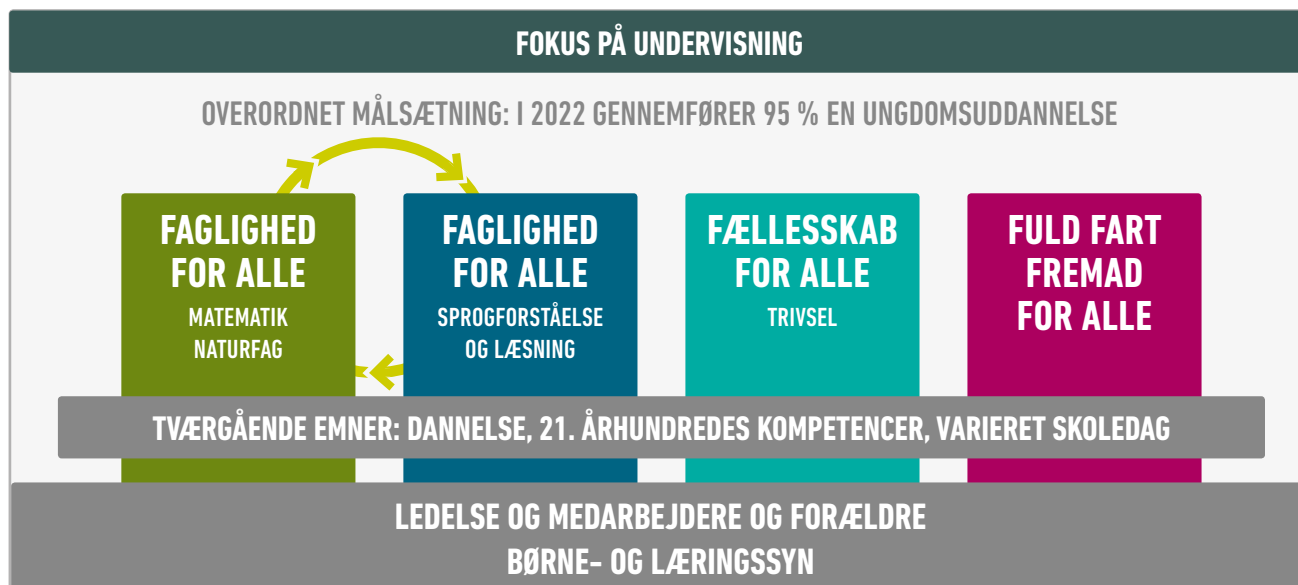 FOKUS PÅ UNDERVISNING
OVERORDNET MÅLSÆTNING: I 2022 GENNEMFØRER 95 % EN UNGDOMSUDDANNELSE
FAGLIGHED
FOR ALLE
MATEMATIK
NATURFAG
FAGLIGHED
FOR ALLE
SPROGFORSTÅELSE
OG LÆSNING
FÆLLESSKAB
FOR ALLE
TRIVSEL
FULD FART
FREMAD
FOR ALLE
TVÆRGÅENDE EMNER: DANNELSE, 21. ÅRHUNDREDES KOMPETENCER, VARIERET SKOLEDAG
LEDELSE OG MEDARBEJDERE OG FORÆLDRE
BØRNE- OG LÆRINGSSYN